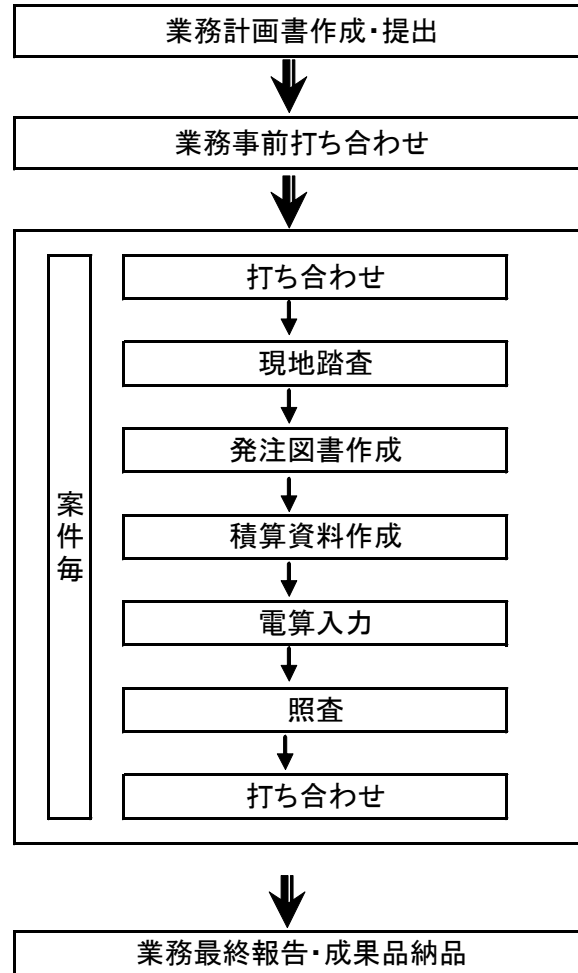 業務計画書作成・提出
業務事前打ち合わせ
案件毎
打ち合わせ
現地踏査
発注図書作成
積算資料作成
電算入力
照査
打ち合わせ
業務最終報告・成果品納品